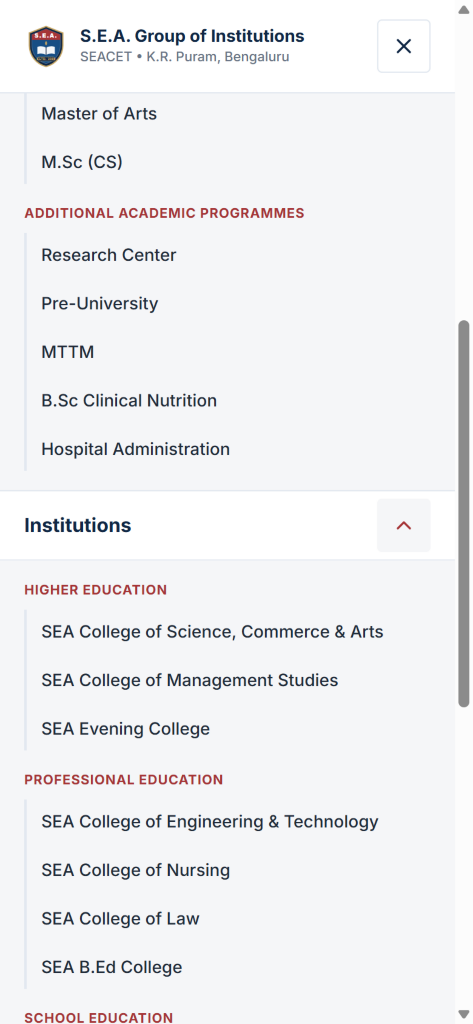 S.E.A.
S.E.A. Group of Institutions
SEACET • K.R. Puram, Bengaluru
Master of Arts
M.Sc (CS)
ADDITIONAL ACADEMIC PROGRAMMES
Research Center
Pre-University
MTTM
B.Sc Clinical Nutrition
Hospital Administration
Institutions
HIGHER EDUCATION
SEA College of Science, Commerce & Arts
SEA College of Management Studies
SEA Evening College
PROFESSIONAL EDUCATION
SEA College of Engineering & Technology
SEA College of Nursing
SEA College of Law
SEA B.Ed College
SCHOOL EDUCATION